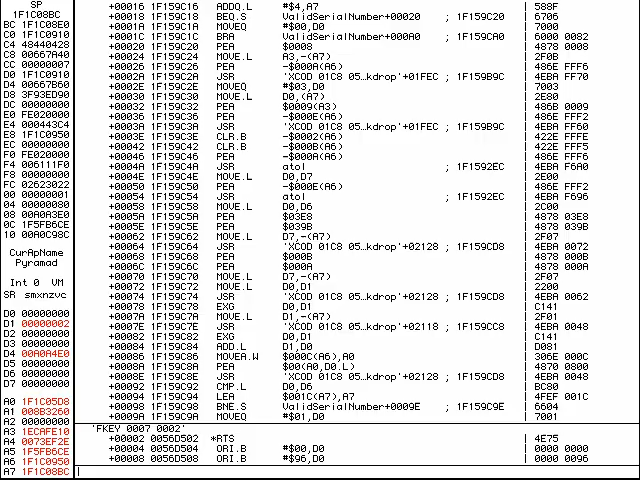 SP
1F1C08BC
BC 1F1C08E0
C0 1F1C0910
C4 48440428
C8 00667A40
CC 00000007
D0 1F1C0910
D4 00667B60
D8 3F93ED90
DC 00000000
E0 FE020000
E4 000443C4
E8 1F1C0950
EC 00000000
F0 FE020000
F4 006111F0
F8 00000000
FC 02623022
00 00000001
04 00000080
08 00A0A3E0
0C 1F5FB6CE
10 00A0C98C
CurApName
Pyramad
Int 0 VM
SR smxnzvc
D0 00000000
D1 00000002
D2 00000000
D3 00000000
D4 00A0A4E0
D5 00000000
D6 00000000
D7 00000000
A0 1F1C05D8
A1 008B3260
A2 00000000
A3 1ECAFE10
A4 0073EF2E
A5 1F5FB6CE
A6 1F1C0950
A7 1F1C08BC
+00016 1F159C16 ADDQ.L #$4,A7 | 588F
+00018 1F159C18 BEQ.S ValidSerialNumber+00020 ; 1F159C20 | 6706
+0001A 1F159C1A MOVEQ #$00,D0 | 7000
+0001C 1F159C1C BRA ValidSerialNumber+000A0 ; 1F159CA0 | 6000 0082
+00020 1F159C20 PEA $0008 | 4878 0008
+00024 1F159C24 MOVE.L A3,-(A7) | 2F0B
+00026 1F159C26 PEA -$000A(A6) | 486E FFF6
+0002A 1F159C2A JSR 'XCOD 01C8 05…kdrop'+01FEC ; 1F159B9C | 4EBA FF70
+0002E 1F159C2E MOVEQ #$03,D0 | 7003
+00030 1F159C30 MOVE.L D0,(A7) | 2E80
+00032 1F159C32 PEA $0009(A3) | 486B 0009
+00036 1F159C36 PEA -$000E(A6) | 486E FFF2
+0003A 1F159C3A JSR 'XCOD 01C8 05…kdrop'+01FEC ; 1F159B9C | 4EBA FF60
+0003E 1F159C3E CLR.B -$0002(A6) | 422E FFFE
+00042 1F159C42 CLR.B -$000B(A6) | 422E FFF5
+00046 1F159C46 PEA -$000A(A6) | 486E FFF6
+0004A 1F159C4A JSR atol ; 1F1592EC | 4EBA F6A0
+0004E 1F159C4E MOVE.L D0,D7 | 2E00
+00050 1F159C50 PEA -$000E(A6) | 486E FFF2
+00054 1F159C54 JSR atol ; 1F1592EC | 4EBA F696
+00058 1F159C58 MOVE.L D0,D6 | 2C00
+0005A 1F159C5A PEA $03E8 | 4878 03E8
+0005E 1F159C5E PEA $039B | 4878 039B
+00062 1F159C62 MOVE.L D7,-(A7) | 2F07
+00064 1F159C64 JSR 'XCOD 01C8 05…kdrop'+02128 ; 1F159CD8 | 4EBA 0072
+00068 1F159C68 PEA $000B | 4878 000B
+0006C 1F159C6C PEA $000A | 4878 000A
+00070 1F159C70 MOVE.L D7,-(A7) | 2F07
+00072 1F159C72 MOVE.L D0,D1 | 2200
+00074 1F159C74 JSR 'XCOD 01C8 05…kdrop'+02128 ; 1F159CD8 | 4EBA 0062
+00078 1F159C78 EXG D0,D1 | C141
+0007A 1F159C7A MOVE.L D1,-(A7) | 2F01
+0007E 1F159C7E JSR 'XCOD 01C8 05…kdrop'+02118 ; 1F159CC8 | 4EBA 0048
+00082 1F159C82 EXG D0,D1 | C141
+00084 1F159C84 ADD.L D1,D0 | D081
+00086 1F159C86 MOVEA.W $000C(A6),A0 | 306E 000C
+0008A 1F159C8A PEA $00(A0,D0.L) | 4870 0800
+0008E 1F159C8E JSR 'XCOD 01C8 05…kdrop'+02128 ; 1F159CD8 | 4EBA 0048
+00092 1F159C92 CMP.L D0,D6 | BC80
+00094 1F159C94 LEA $001C(A7),A7 | 4FEF 001C
+00098 1F159C98 BNE.S ValidSerialNumber+0009E ; 1F159C9E | 6604
+0009A 1F159C9A MOVEQ #$01,D0 | 7001
'FKEY 0007 0002'
+00002 0056D502 *RTS | 4E75
+00004 0056D504 ORI.B #$00,D0 | 0000 0000
+00008 0056D508 ORI.B #$96,D0 | 0000 0096